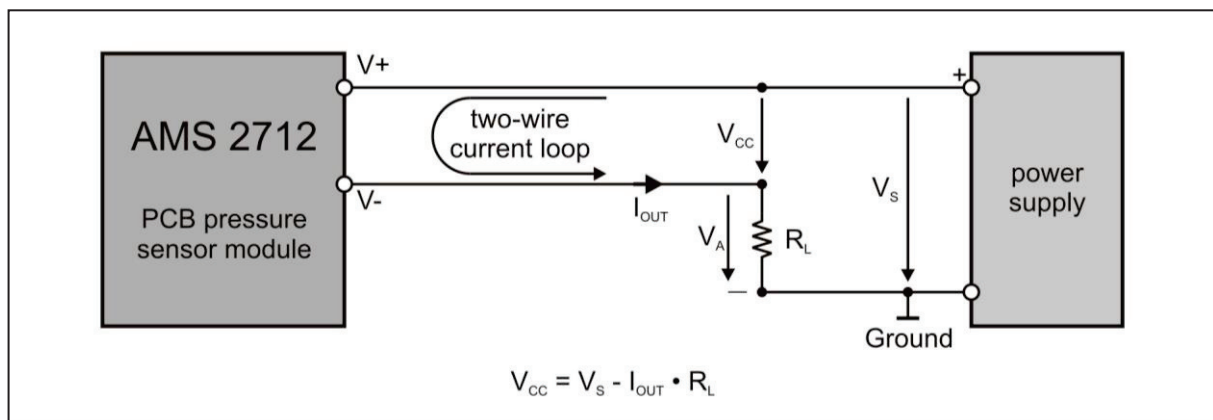 V+
+
AMS 2712
two-wire
current loop
V_CC
V_S
power
supply
V-
I_OUT
PCB pressure
sensor module
V_A
R_L
—
Ground
V_CC = V_S - I_OUT • R_L